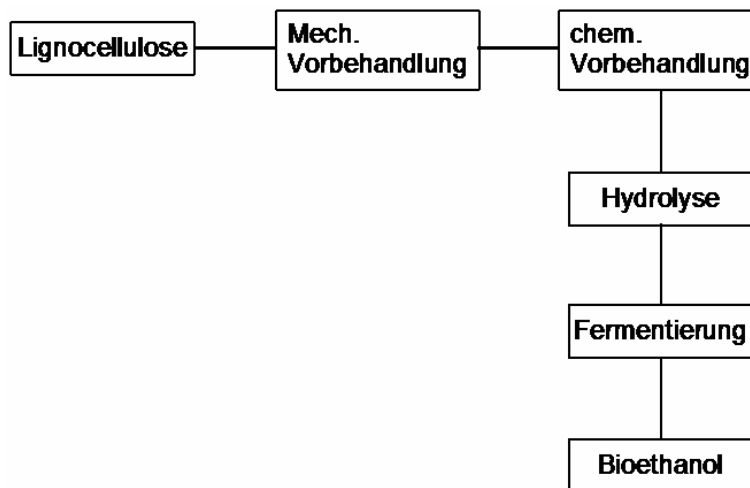 Lignocellulose
Mech.
Vorbehandlung
chem.
Vorbehandlung
Hydrolyse
Fermentierung
Bioethanol